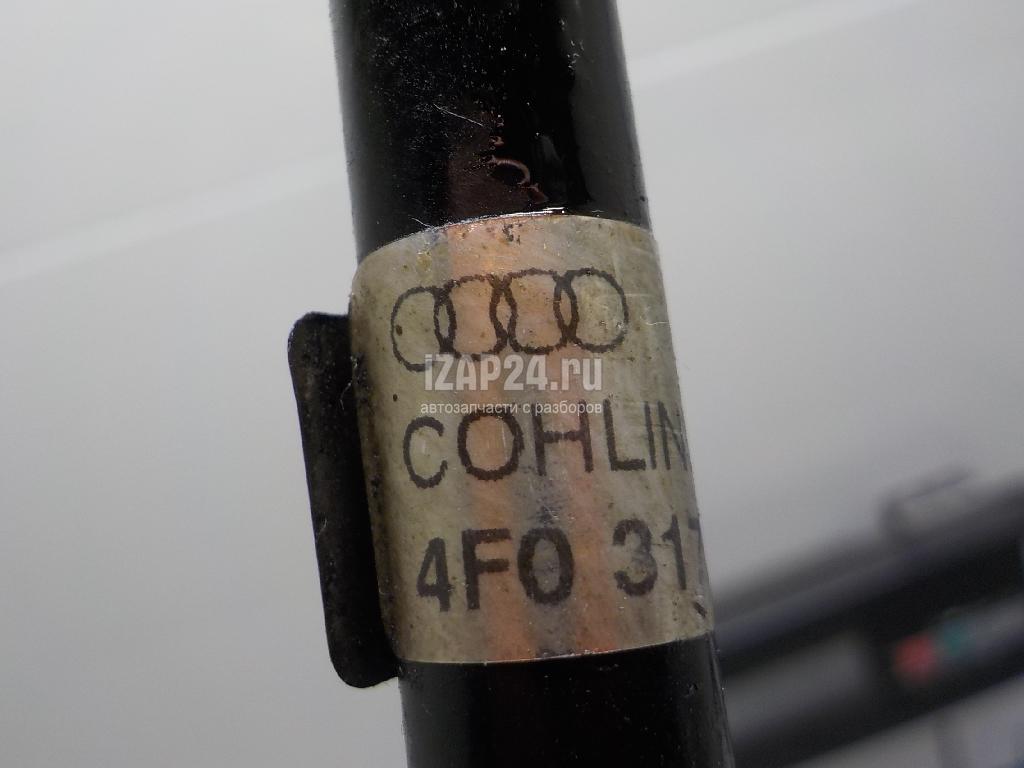 iZAP24.ru
автозапчасти с разборов
COHLIN
4F0 317